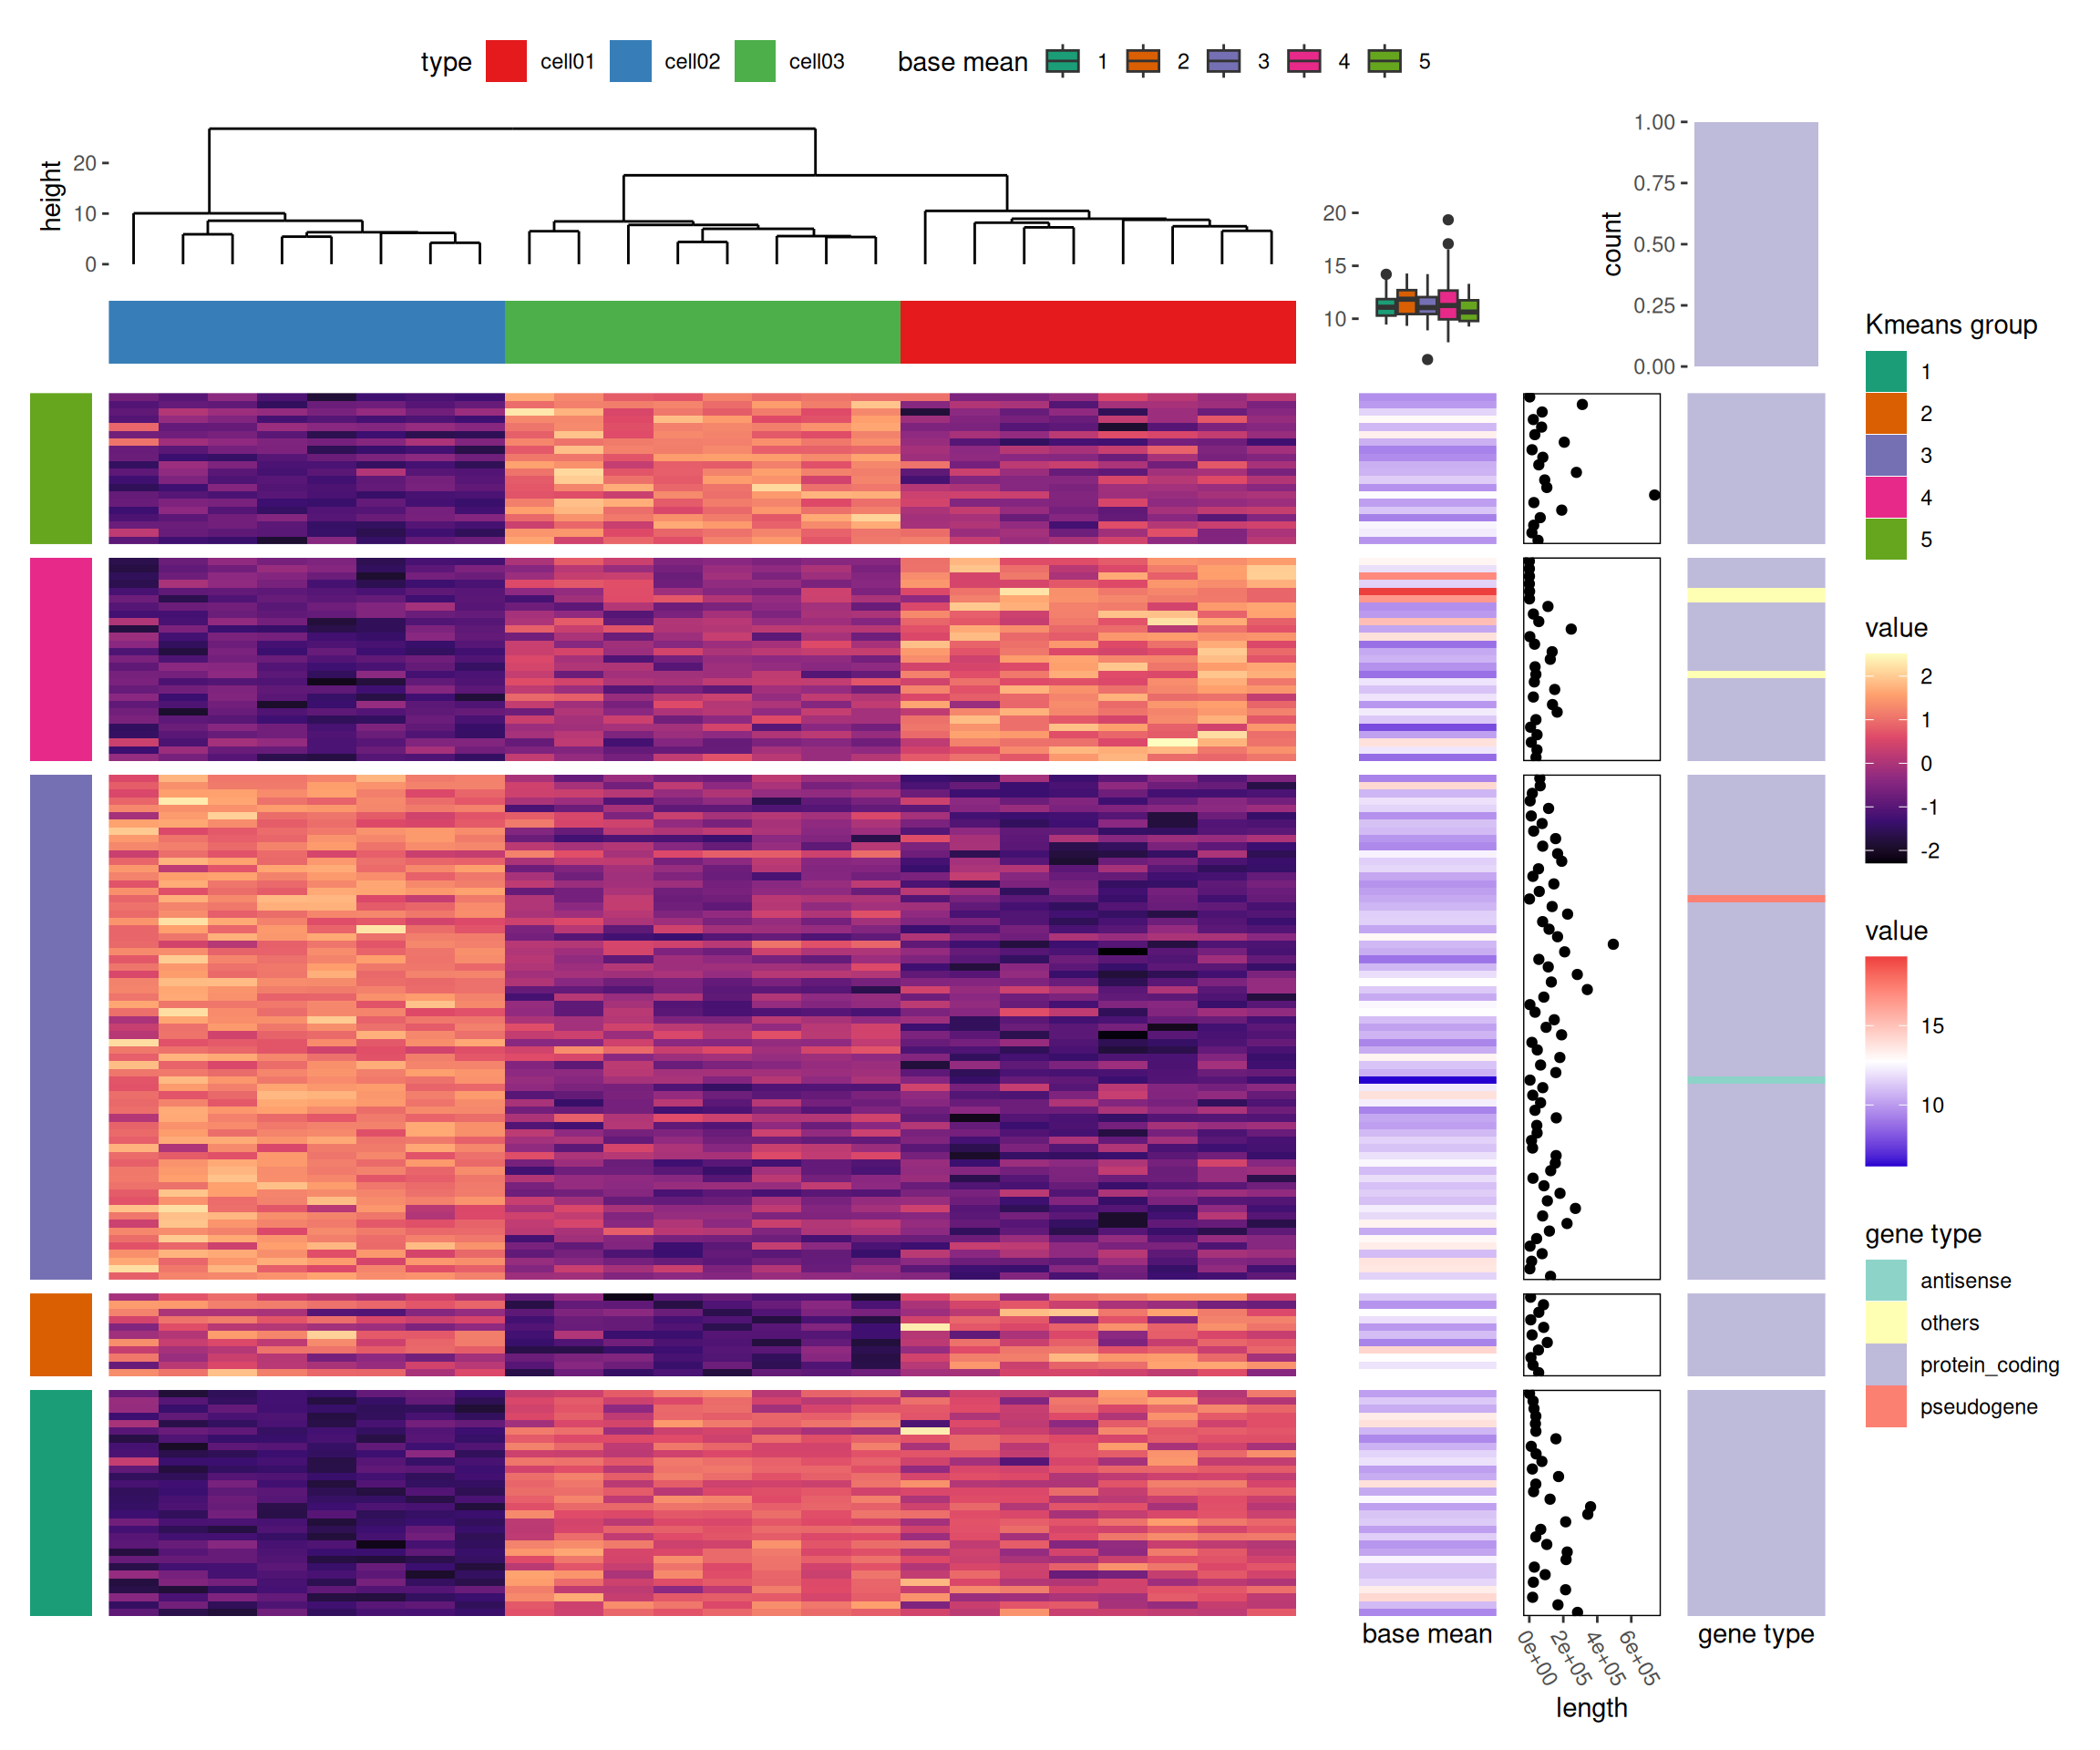 type cell01 cell02 cell03 base mean 1 2 3 4 5
height
20
10
0
20
15
10
count
1.00
0.75
0.50
0.25
0.00
Kmeans group
1
2
3
4
5
value
2
1
0
-1
-2
value
15
10
gene type
antisense
others
protein_coding
pseudogene
base mean
0e+00 2e+05 4e+05 6e+05
length
gene type